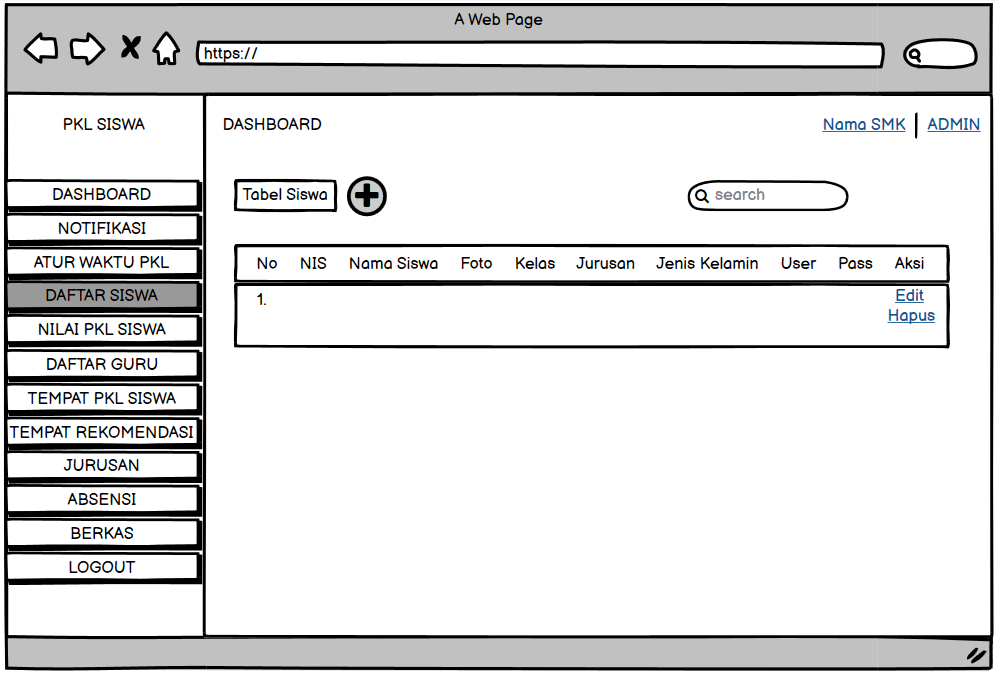 A Web Page
https://
PKL SISWA
DASHBOARD
NOTIFIKASI
ATUR WAKTU PKL
DAFTAR SISWA
NILAI PKL SISWA
DAFTAR GURU
TEMPAT PKL SISWA
TEMPAT REKOMENDASI
JURUSAN
ABSENSI
BERKAS
LOGOUT
DASHBOARD
Nama SMK | ADMIN
Tabel Siswa
search
No NIS Nama Siswa Foto Kelas Jurusan Jenis Kelamin User Pass Aksi
1. Edit
Hapus